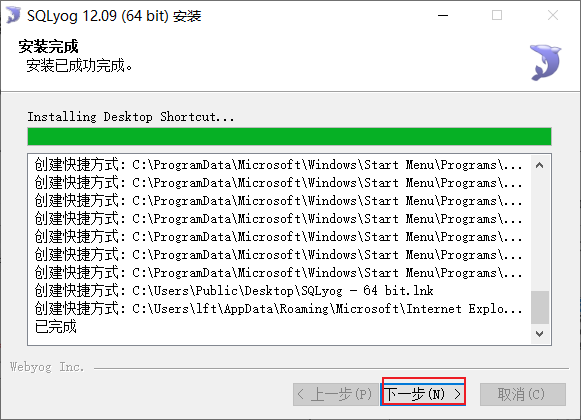 SQLyog 12.09 (64 bit) 安装
安装完成
安装已成功完成。
Installing Desktop Shortcut...
创建快捷方式: C:\ProgramData\Microsoft\Windows\Start Menu\Programs\...
创建快捷方式: C:\ProgramData\Microsoft\Windows\Start Menu\Programs\...
创建快捷方式: C:\ProgramData\Microsoft\Windows\Start Menu\Programs\...
创建快捷方式: C:\ProgramData\Microsoft\Windows\Start Menu\Programs\...
创建快捷方式: C:\ProgramData\Microsoft\Windows\Start Menu\Programs\...
创建快捷方式: C:\ProgramData\Microsoft\Windows\Start Menu\Programs\...
创建快捷方式: C:\ProgramData\Microsoft\Windows\Start Menu\Programs\...
创建快捷方式: C:\Users\Public\Desktop\SQLyog - 64 bit.lnk
创建快捷方式: C:\Users\lft\AppData\Roaming\Microsoft\Internet Explo...
已完成
Webyog Inc.
< 上一步(P) 下一步(N) > 取消(C)